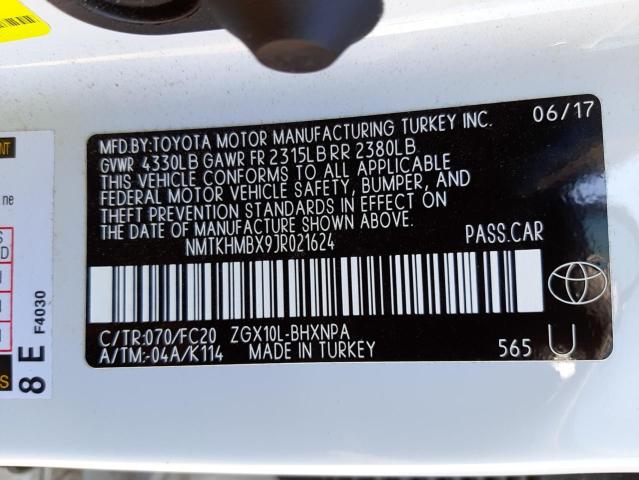 06/17
MFD.BY:TOYOTA MOTOR MANUFACTURING TURKEY INC.
GVWR 4330LB GAWR FR 2315LB RR 2380LB
THIS VEHICLE CONFORMS TO ALL APPLICABLE
FEDERAL MOTOR VEHICLE SAFETY, BUMPER, AND
THEFT PREVENTION STANDARDS IN EFFECT ON
THE DATE OF MANUFACTURE SHOWN ABOVE.
NMTKHMBX9JR021624 PASS.CAR
C/TR:070/FC20 ZGX10L-BHXNPA
A/TM:-04A/K114 MADE IN TURKEY 565 U
ne
8 E F4030